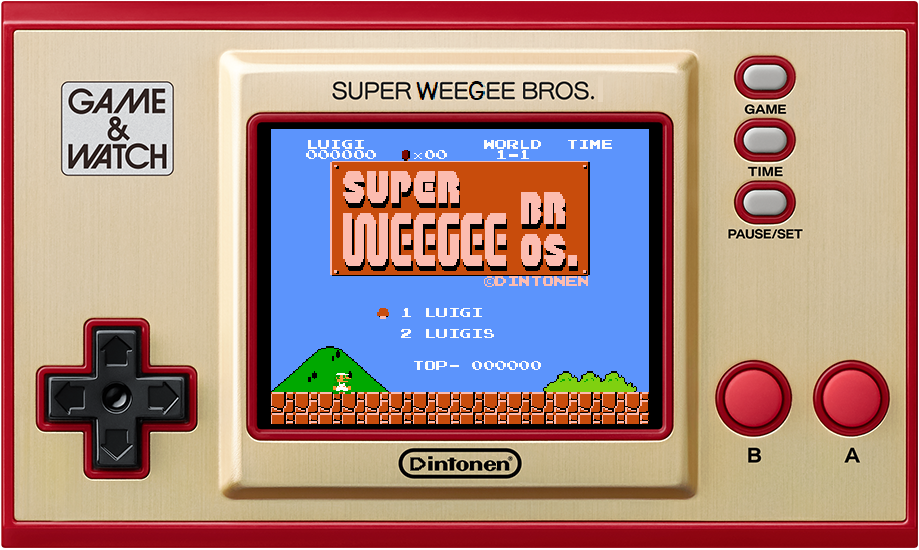 SUPER WEEGEE BROS.
GAME
&
WATCH
GAME
TIME
PAUSE/SET
LUIGI WORLD TIME
000000 ×00 1-1
SUPER
WEEGEE BR
OS.
©DINTONEN
1 LUIGI
2 LUIGIS
TOP- 000000
Dintonen®
B A